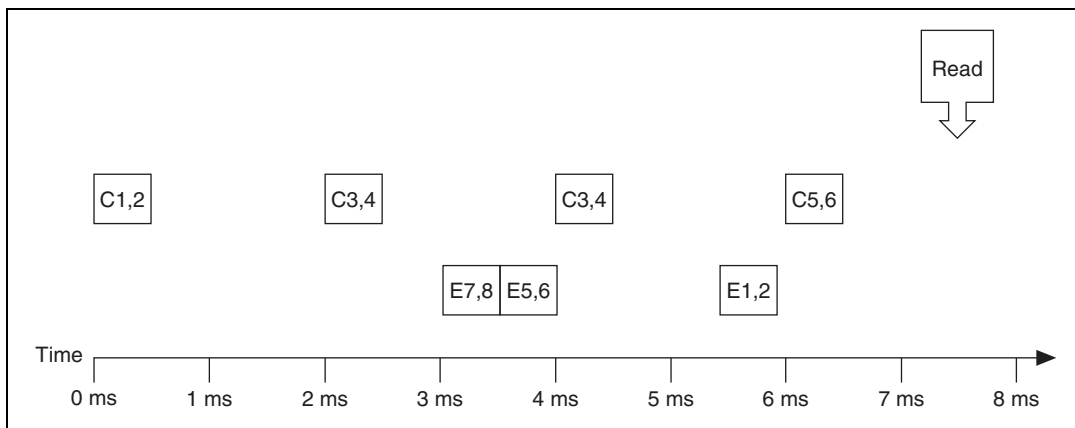 Read
C1,2 C3,4 C3,4 C5,6
E7,8 E5,6 E1,2
Time
0 ms 1 ms 2 ms 3 ms 4 ms 5 ms 6 ms 7 ms 8 ms